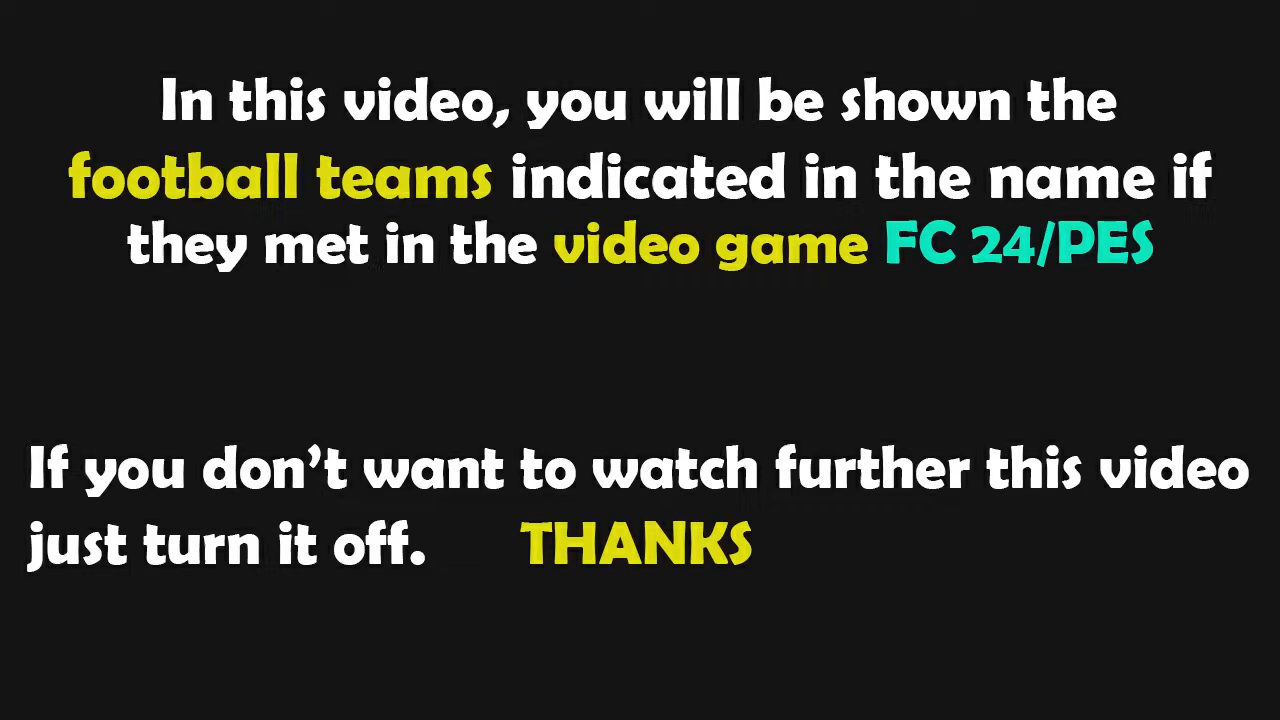 In this video, you will be shown the
football teams indicated in the name if
they met in the video game FC 24/PES
If you don’t want to watch further this video
just turn it off. THANKS